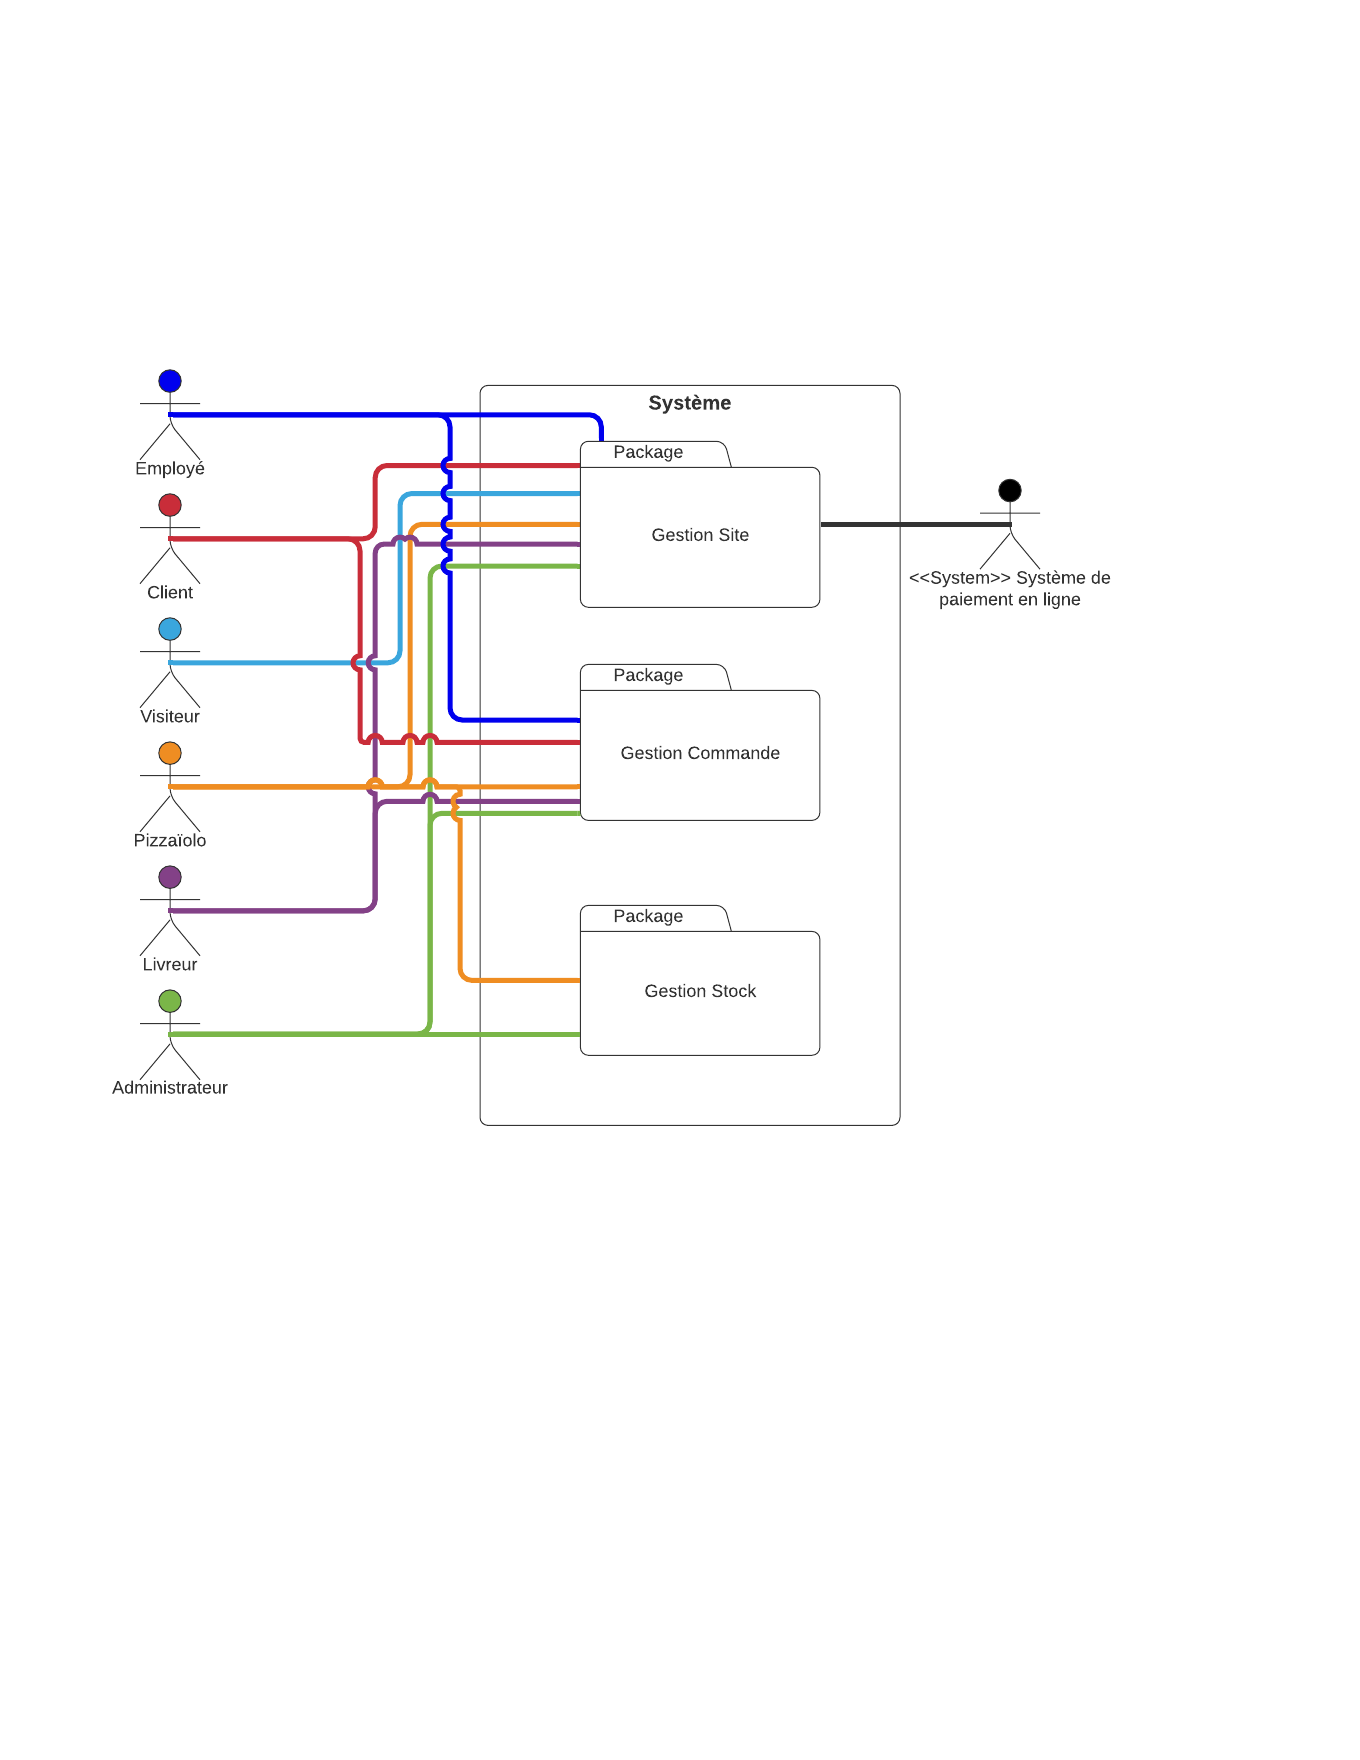 Système
Employé
Package
Gestion Site
Client
<<System>> Système de
paiement en ligne
Visiteur
Package
Gestion Commande
Pizzaïolo
Livreur
Package
Gestion Stock
Administrateur